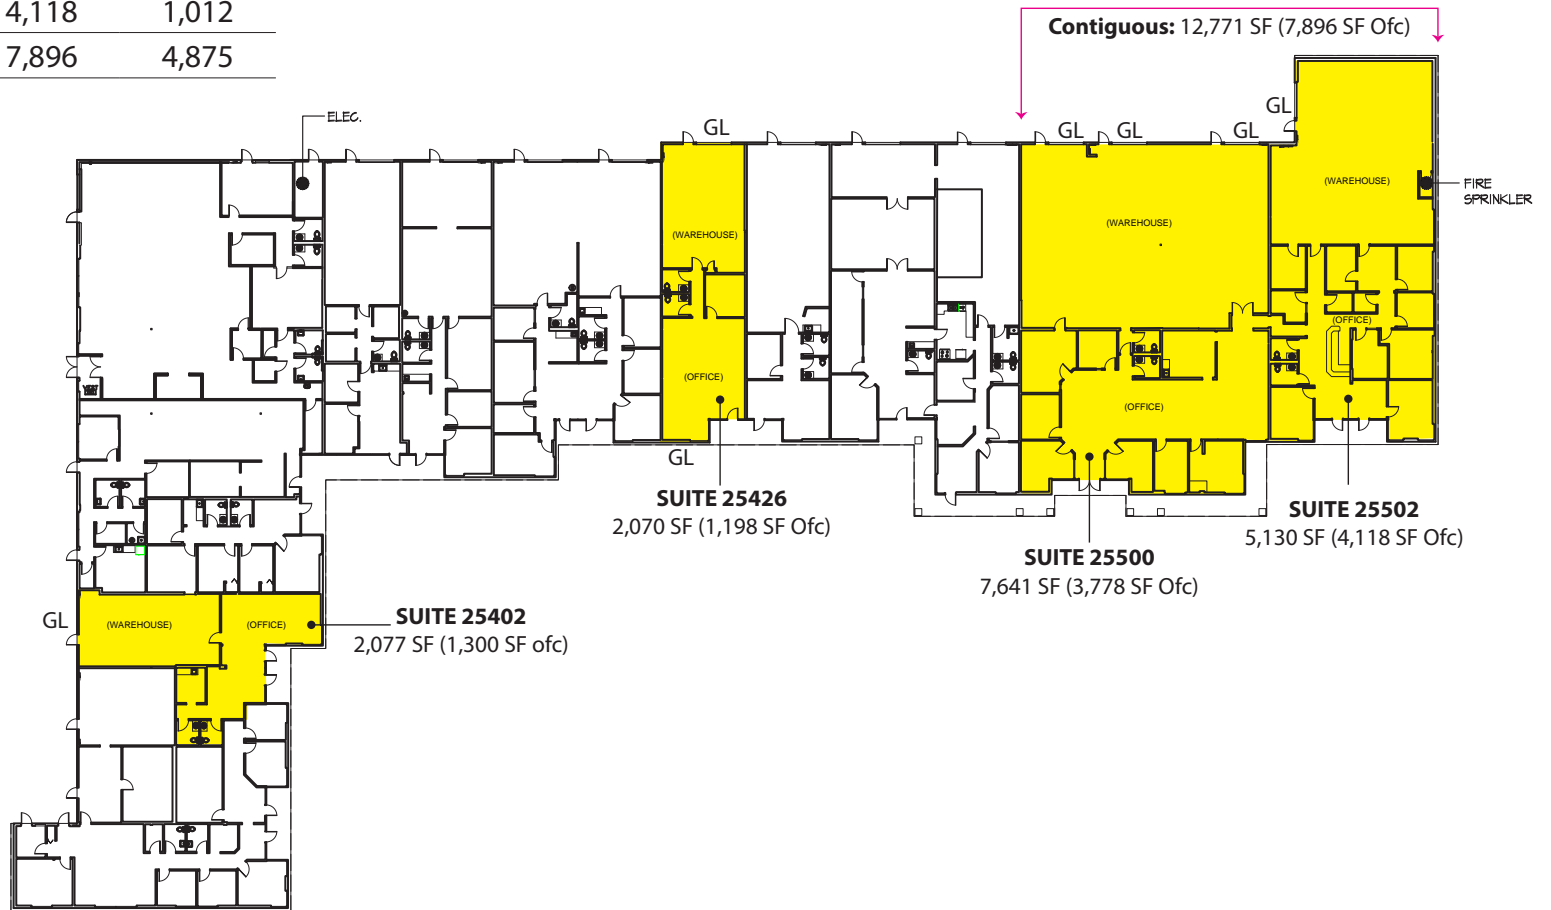 4,118 1,012
7,896 4,875
Contiguous: 12,771 SF (7,896 SF Ofc)
ELEC.
GL
GL
GL
GL
GL
(WAREHOUSE)
FIRE
SPRINKLER
(WAREHOUSE)
(WAREHOUSE)
(OFFICE)
(OFFICE)
(OFFICE)
GL
SUITE 25426
2,070 SF (1,198 SF Ofc)
SUITE 25502
5,130 SF (4,118 SF Ofc)
SUITE 25500
7,641 SF (3,778 SF Ofc)
GL
(WAREHOUSE)
(OFFICE)
SUITE 25402
2,077 SF (1,300 SF ofc)